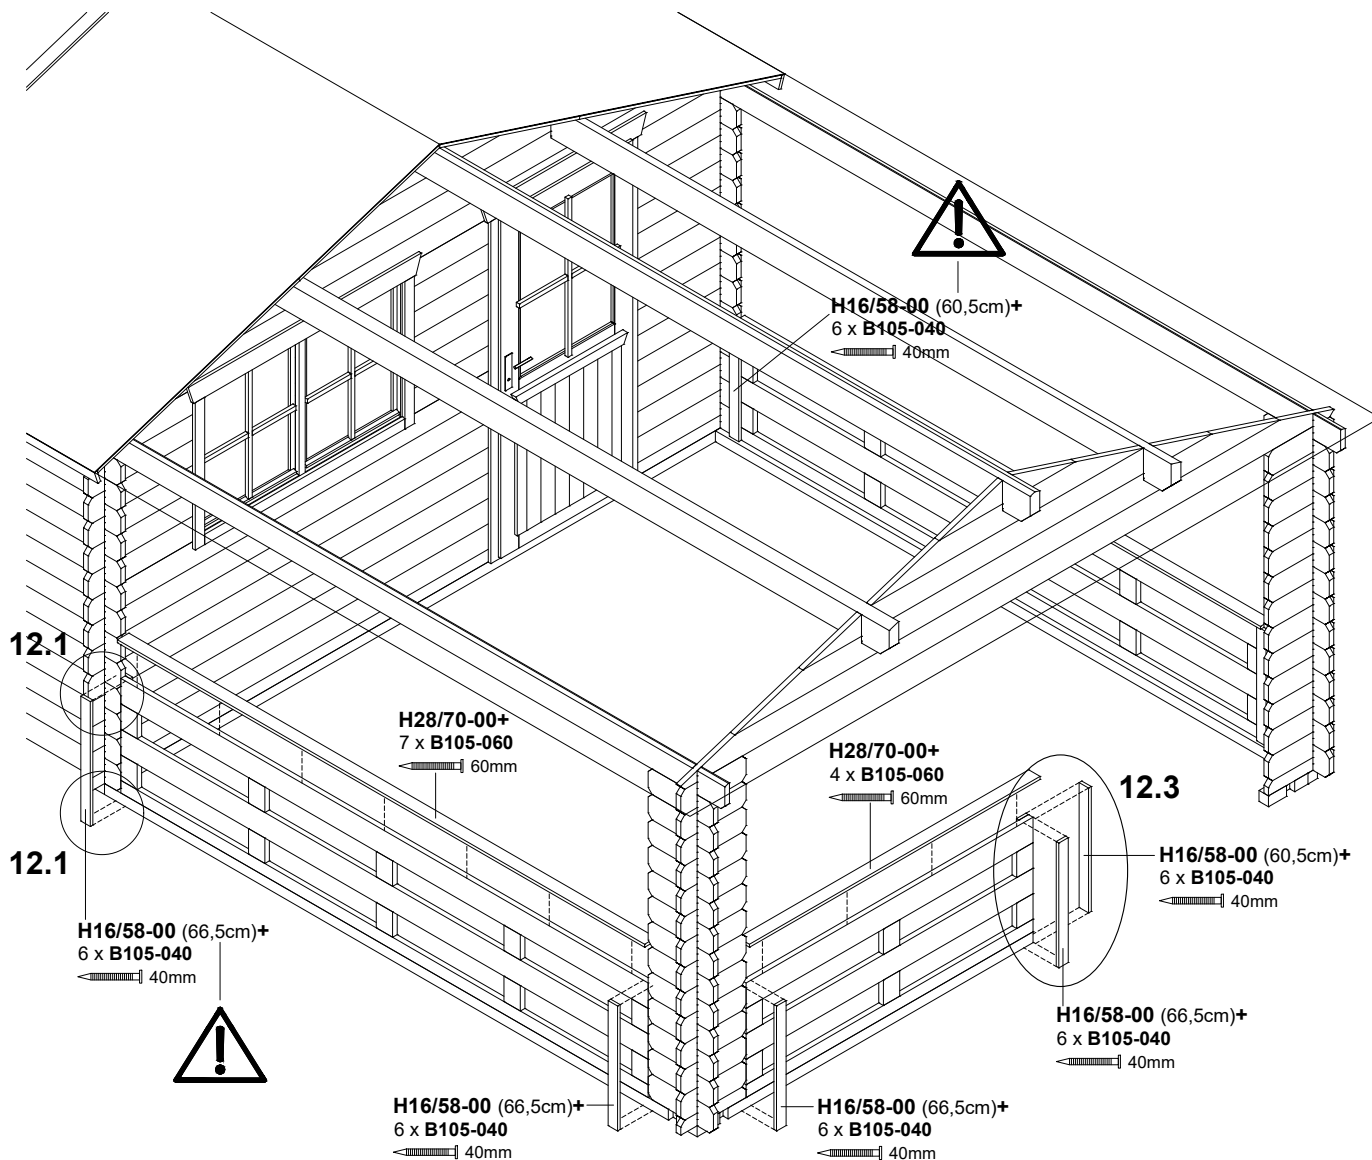 H16/58-00 (60,5cm)+
6 x B105-040
40mm
12.1
H28/70-00+
7 x B105-060
60mm
H28/70-00+
4 x B105-060
60mm
12.3
12.1
H16/58-00 (60,5cm)+
6 x B105-040
40mm
H16/58-00 (66,5cm)+
6 x B105-040
40mm
H16/58-00 (66,5cm)+
6 x B105-040
40mm
H16/58-00 (66,5cm)+
6 x B105-040
40mm
H16/58-00 (66,5cm)+
6 x B105-040
40mm